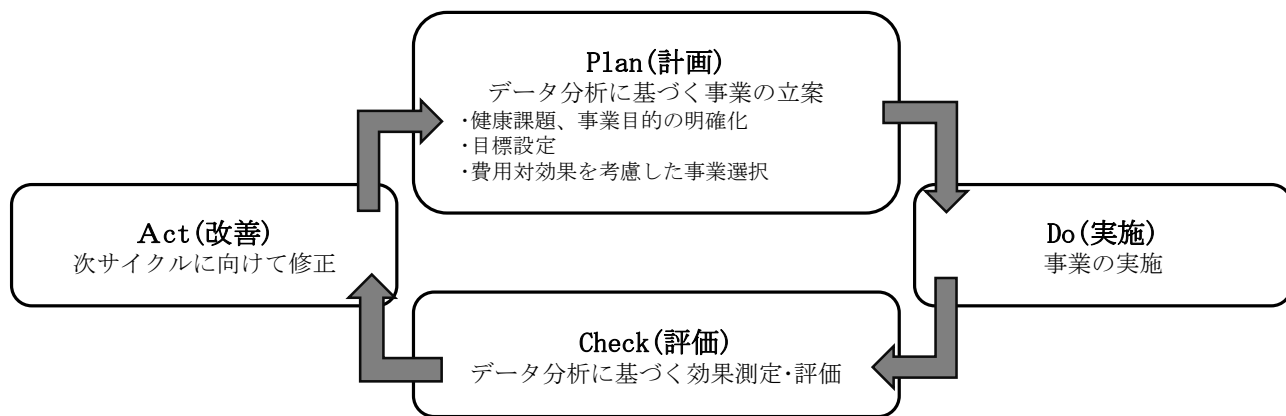 Plan(計画)
データ分析に基づく事業の立案
・健康課題、事業目的の明確化
・目標設定
・費用対効果を考慮した事業選択
Act(改善)
次サイクルに向けて修正
Do(実施)
事業の実施
Check(評価)
データ分析に基づく効果測定・評価